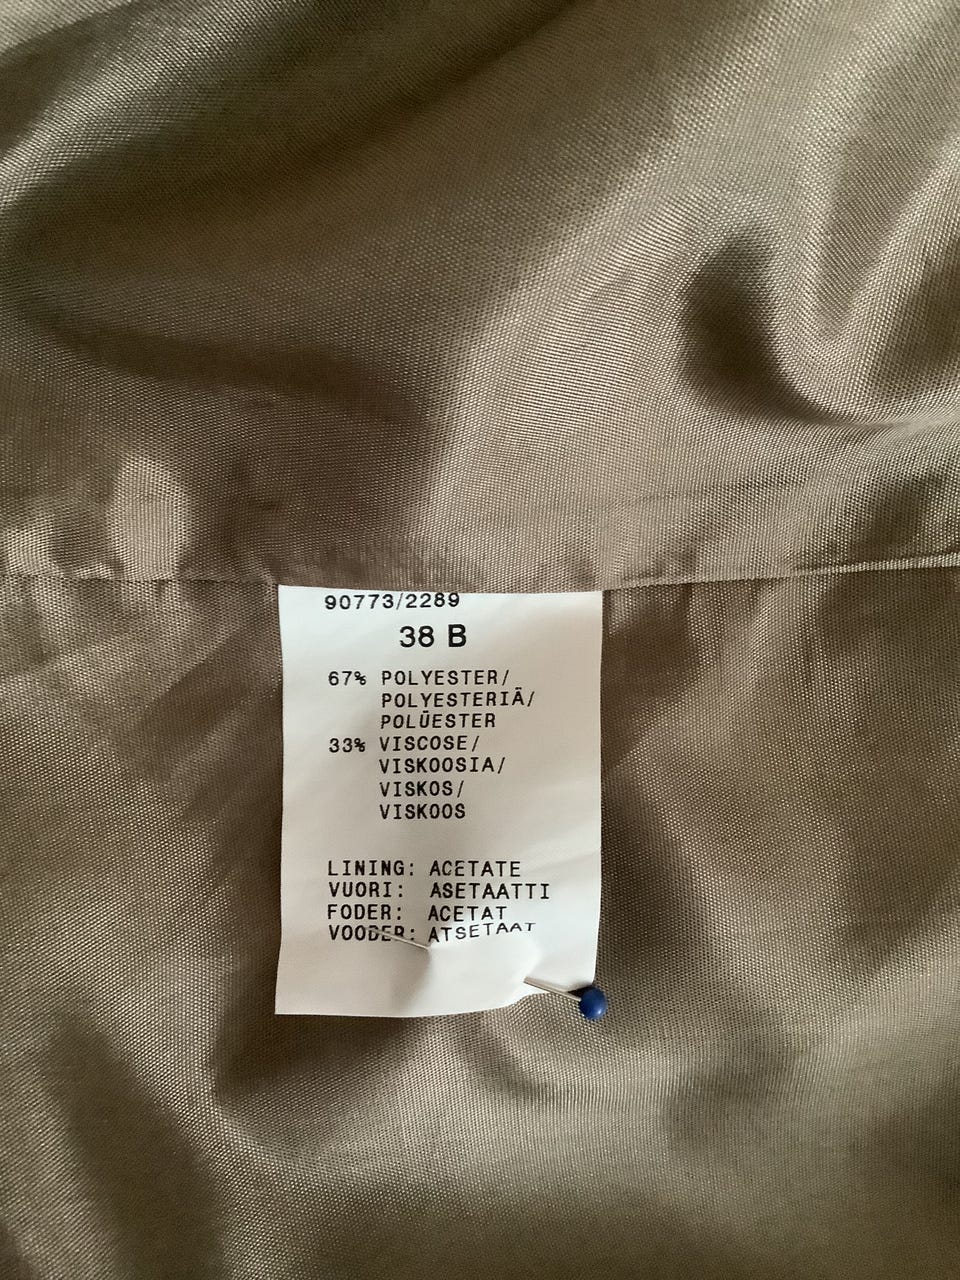 90773/2289
38 B
67% POLYESTER/
POLYESTERIÄ/
POLÜESTER
33% VISCOSE/
VISKOOSIA/
VISKOS/
VISKOOS
LINING: ACETATE
VUORI: ASETAATTI
FODER: ACETAT
VOODER: ATSETAAT